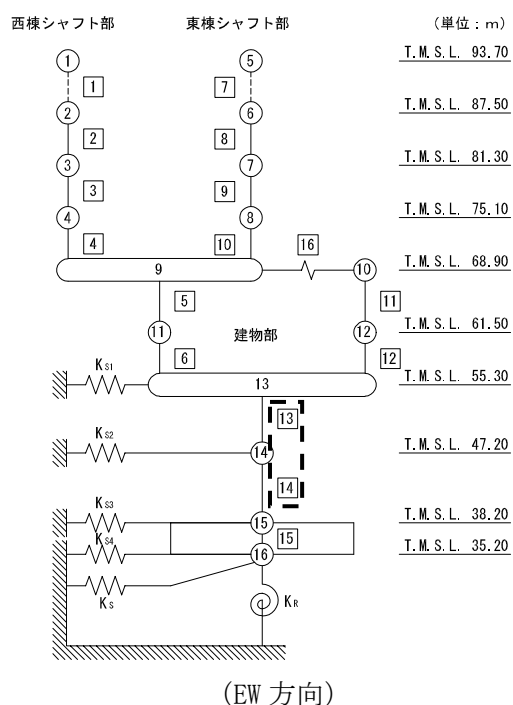 西棟シャフト部 東棟シャフト部 (単位：m)
1 5 T.M.S.L. 93.70
1 7
2 6 T.M.S.L. 87.50
2 8
3 7 T.M.S.L. 81.30
3 9
4 8 T.M.S.L. 75.10
4 10 16
9 10 T.M.S.L. 68.90
5 11
11 建物部 12 T.M.S.L. 61.50
6 12
KS1 13 T.M.S.L. 55.30
13
KS2 14 T.M.S.L. 47.20
14
KS3 15 T.M.S.L. 38.20
15
KS4 16 T.M.S.L. 35.20
KS KR
(EW 方向)